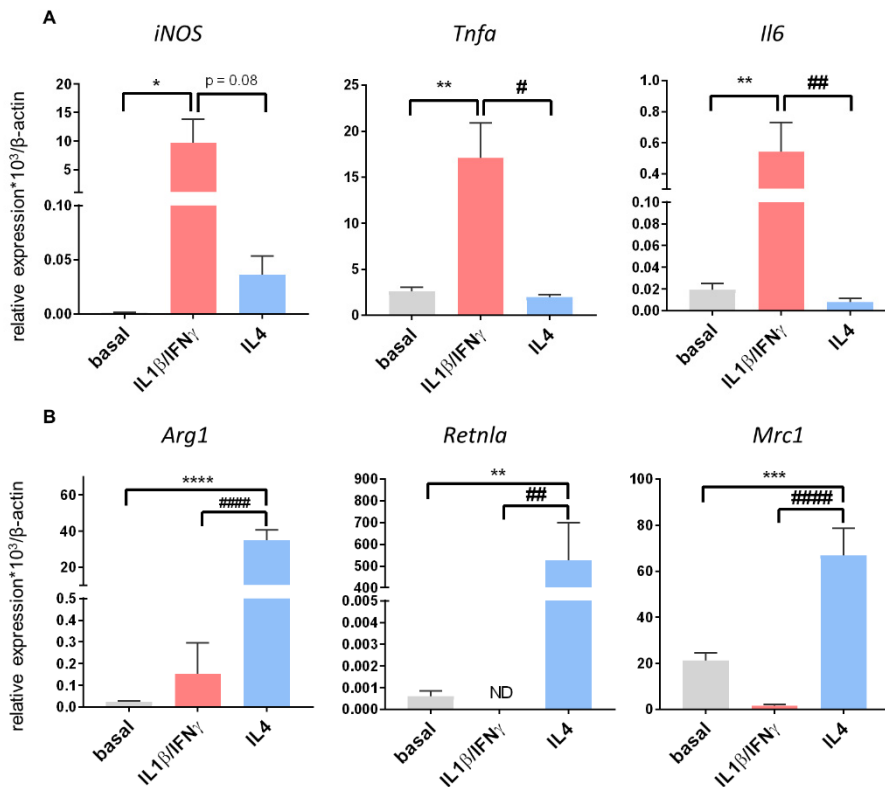 A
iNOS
Tnfa
Il6
relative expression*10³/β-actin
20
15
10
5
0.10
0.05
0.00
*
p = 0.08
basal
IL1β/IFNγ
IL4
25
20
15
10
5
0
**
#
basal
IL1β/IFNγ
IL4
1.0
0.8
0.6
0.4
0.2
0.10
0.08
0.06
0.04
0.02
0.00
**
##
basal
IL1β/IFNγ
IL4
B
Arg1
Retnla
Mrc1
relative expression*10³/β-actin
60
40
20
0.5
0.4
0.3
0.2
0.1
0.0
****
####
basal
IL1β/IFNγ
IL4
900
800
700
600
500
400
0.005
0.004
0.003
0.002
0.001
0.000
**
##
ND
basal
IL1β/IFNγ
IL4
100
80
60
40
20
0
***
####
basal
IL1β/IFNγ
IL4